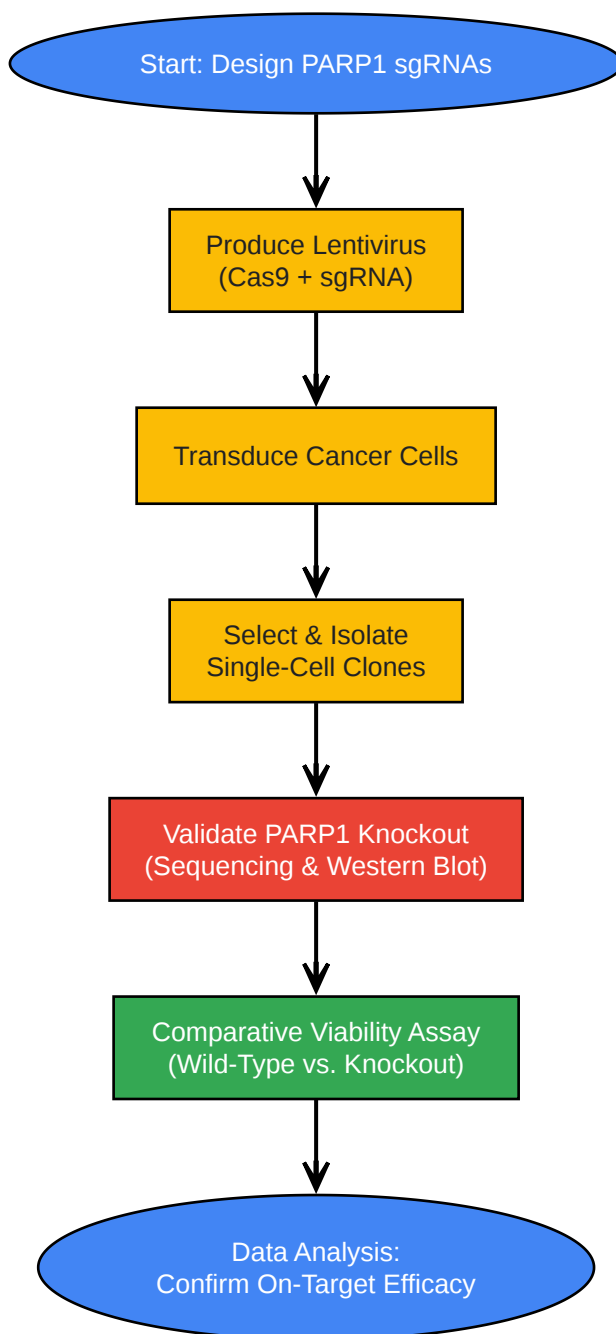 Start: Design PARP1 sgRNAs
Produce Lentivirus
(Cas9 + sgRNA)
Transduce Cancer Cells
Select & Isolate
Single-Cell Clones
Validate PARP1 Knockout
(Sequencing & Western Blot)
Comparative Viability Assay
(Wild-Type vs. Knockout)
Data Analysis:
Confirm On-Target Efficacy